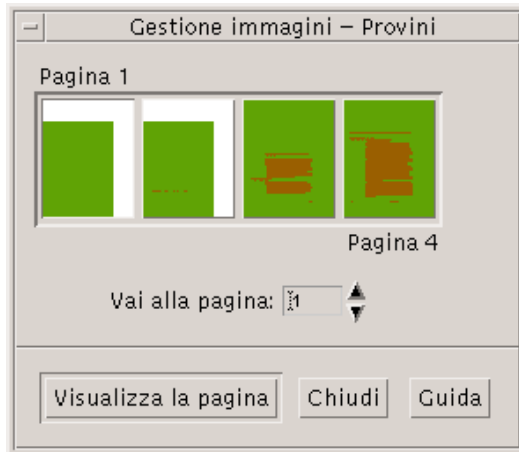 Gestione immagini – Provini
Pagina 1
Pagina 4
Vai alla pagina: 1
Visualizza la pagina Chiudi Guida